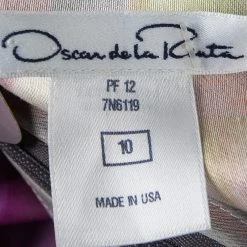 Oscar de la Renta
PF 12
7N6119
10
MADE IN USA